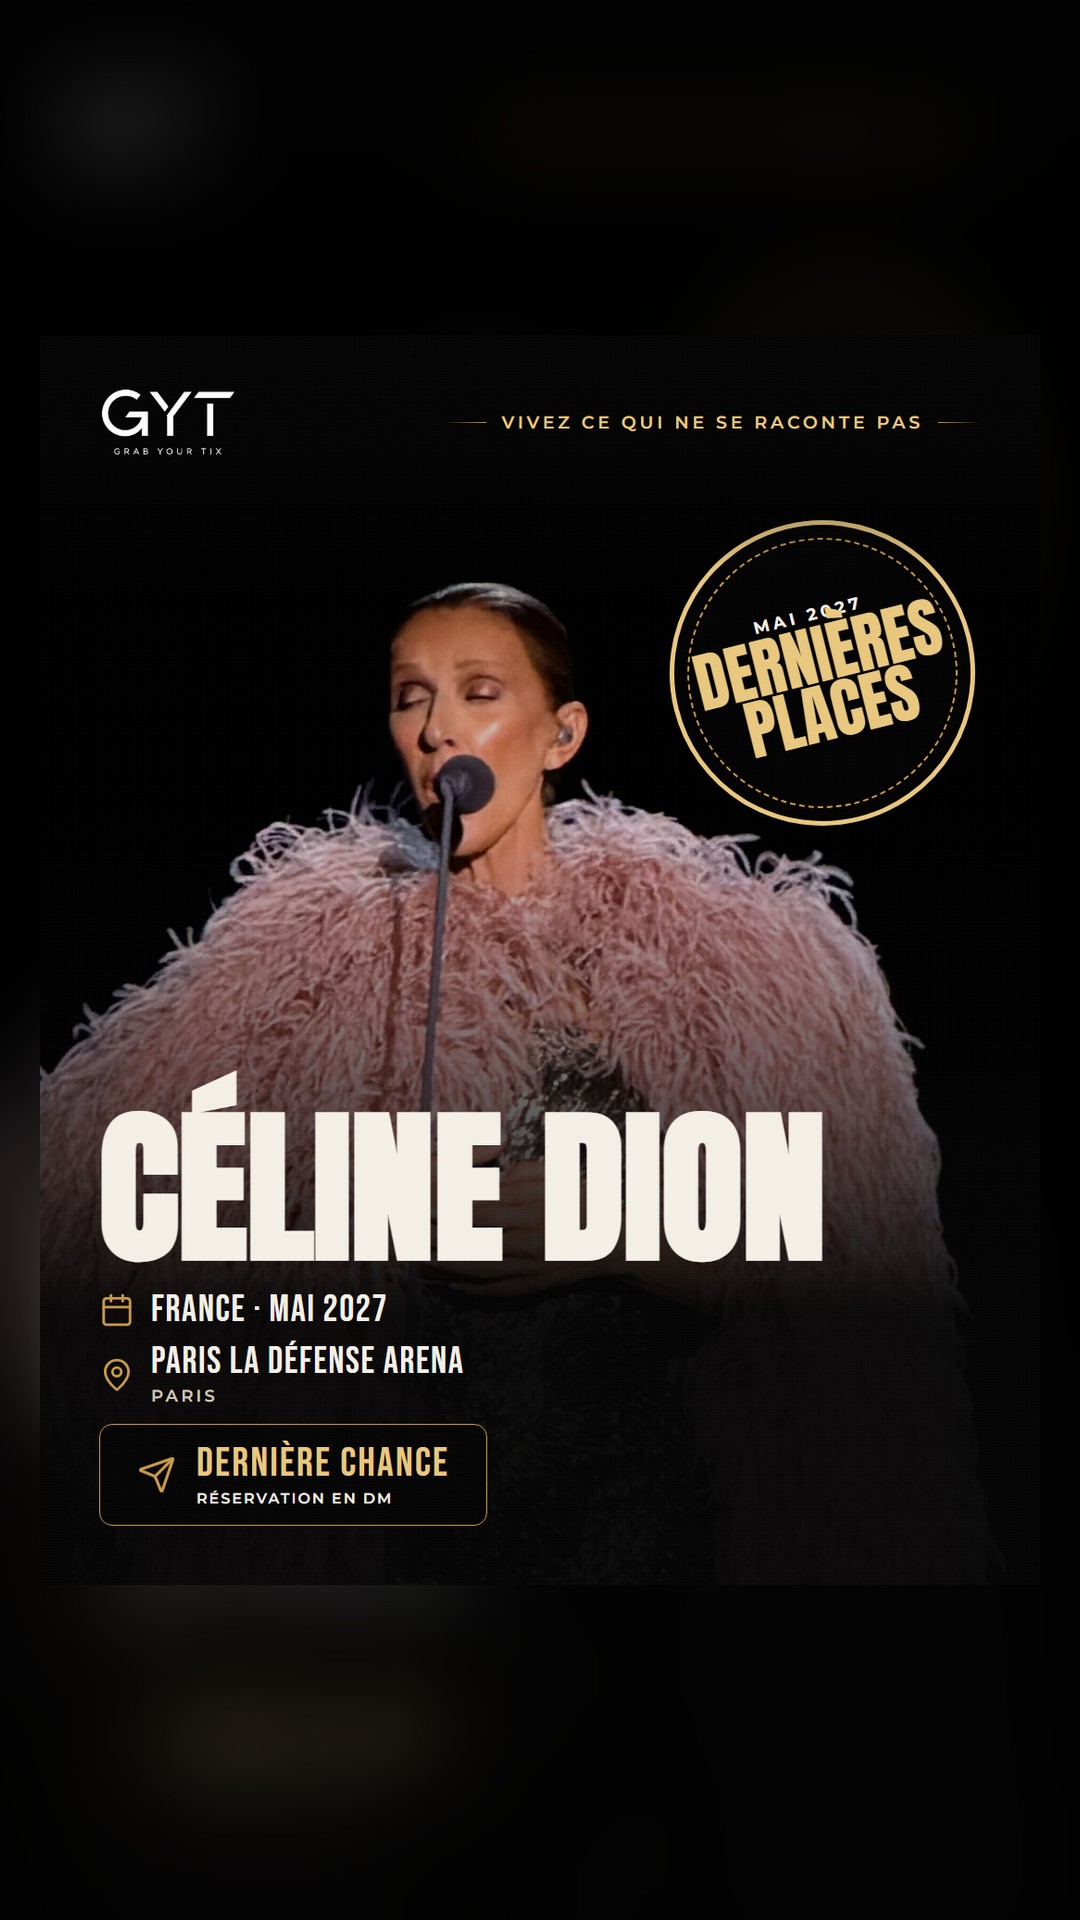 GYT
GRAB YOUR TIX
VIVEZ CE QUI NE SE RACONTE PAS
MAI 2027
DERNIÈRES
PLACES
CÉLINE DION
FRANCE · MAI 2027
PARIS LA DÉFENSE ARENA
PARIS
DERNIÈRE CHANCE
RÉSERVATION EN DM